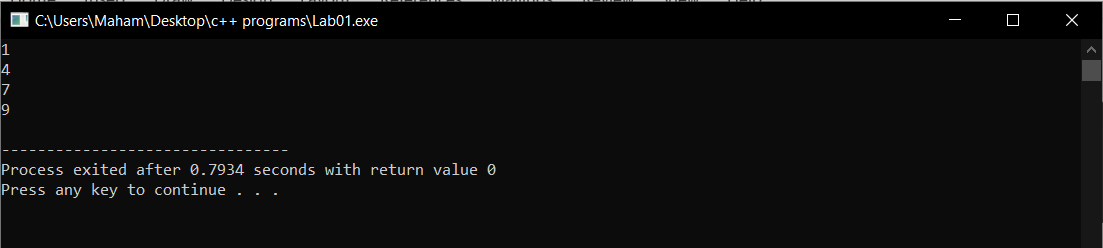 C:\Users\Maham\Desktop\c++ programs\Lab01.exe
1
4
7
9
--------------------------------
Process exited after 0.7934 seconds with return value 0
Press any key to continue . . .